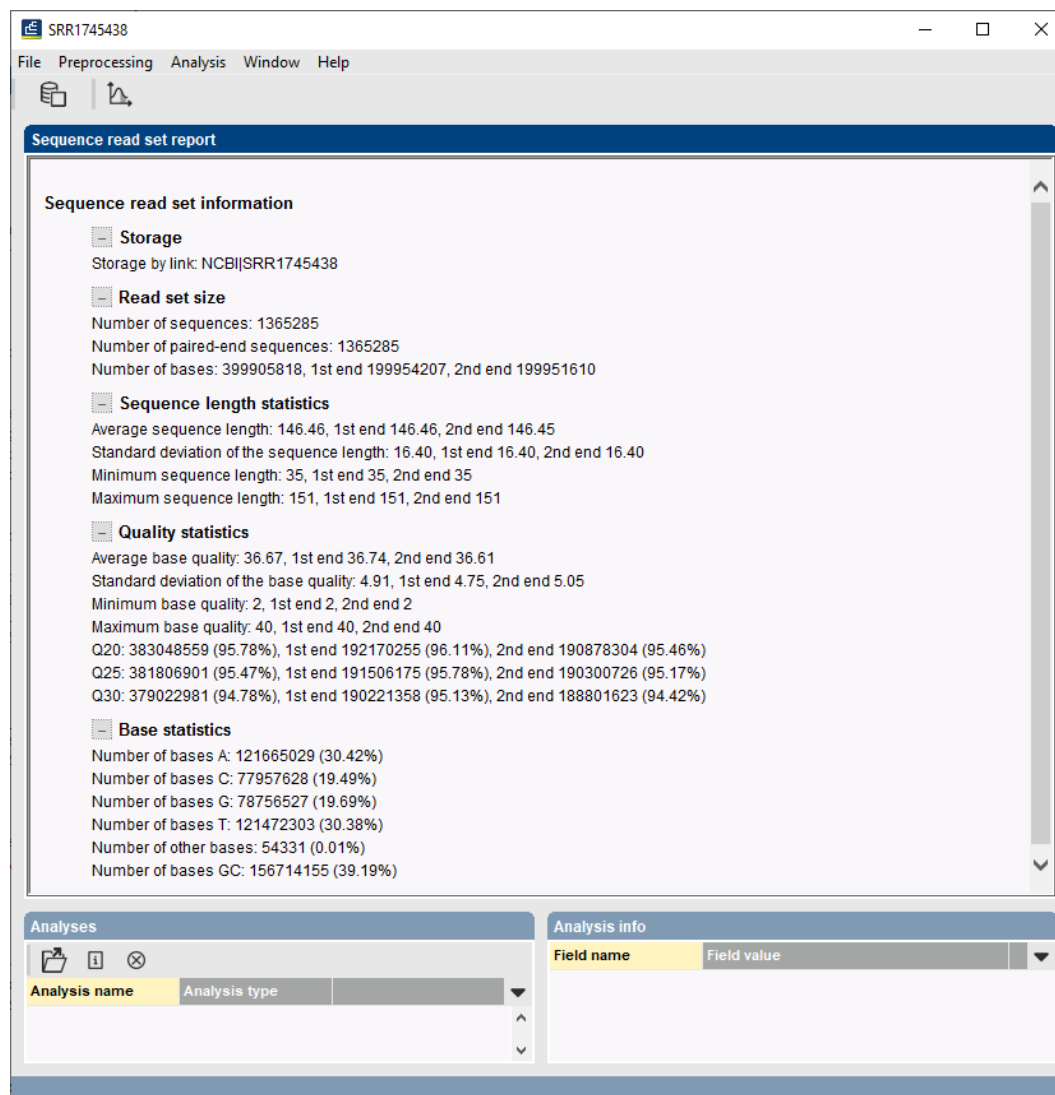 SRR1745438
File Preprocessing Analysis Window Help
Sequence read set report
Sequence read set information
Storage
Storage by link: NCBI|SRR1745438
Read set size
Number of sequences: 1365285
Number of paired-end sequences: 1365285
Number of bases: 399905818, 1st end 199954207, 2nd end 199951610
Sequence length statistics
Average sequence length: 146.46, 1st end 146.46, 2nd end 146.45
Standard deviation of the sequence length: 16.40, 1st end 16.40, 2nd end 16.40
Minimum sequence length: 35, 1st end 35, 2nd end 35
Maximum sequence length: 151, 1st end 151, 2nd end 151
Quality statistics
Average base quality: 36.67, 1st end 36.74, 2nd end 36.61
Standard deviation of the base quality: 4.91, 1st end 4.75, 2nd end 5.05
Minimum base quality: 2, 1st end 2, 2nd end 2
Maximum base quality: 40, 1st end 40, 2nd end 40
Q20: 383048559 (95.78%), 1st end 192170255 (96.11%), 2nd end 190878304 (95.46%)
Q25: 381806901 (95.47%), 1st end 191506175 (95.78%), 2nd end 190300726 (95.17%)
Q30: 379022981 (94.78%), 1st end 190221358 (95.13%), 2nd end 188801623 (94.42%)
Base statistics
Number of bases A: 121665029 (30.42%)
Number of bases C: 77957628 (19.49%)
Number of bases G: 78756527 (19.69%)
Number of bases T: 121472303 (30.38%)
Number of other bases: 54331 (0.01%)
Number of bases GC: 156714155 (39.19%)
Analyses
Analysis name Analysis type
Analysis info
Field name Field value